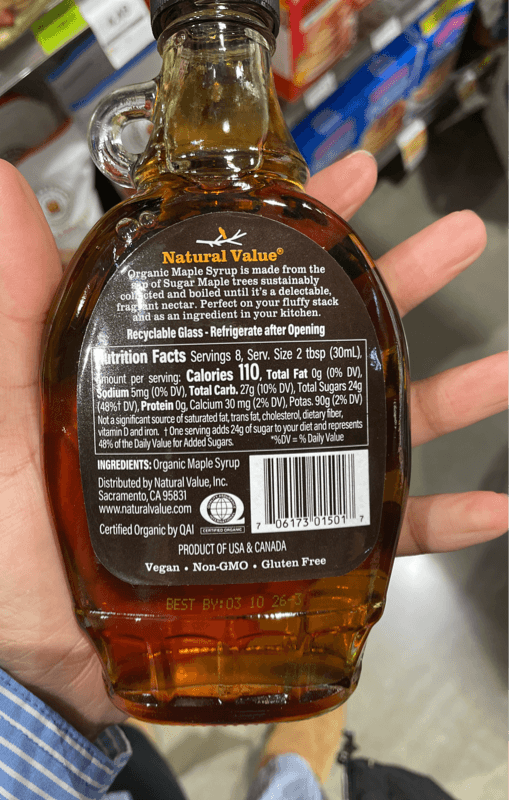 Natural Value®
Organic Maple Syrup is made from the
sap of Sugar Maple trees sustainably
collected and boiled until it's a delectable,
fragrant nectar. Perfect on your fluffy stack
and as an ingredient in your kitchen.
Recyclable Glass - Refrigerate after Opening
Nutrition Facts Servings 8, Serv. Size 2 tbsp (30mL),
Amount per serving: Calories 110, Total Fat 0g (0% DV),
Sodium 5mg (0% DV), Total Carb. 27g (10% DV), Total Sugars 24g
(48%† DV), Protein 0g, Calcium 30 mg (2% DV), Potas. 90g (2% DV)
Not a significant source of saturated fat, trans fat, cholesterol, dietary fiber,
vitamin D and iron. † One serving adds 24g of sugar to your diet and represents
48% of the Daily Value for Added Sugars. *%DV = % Daily Value
INGREDIENTS: Organic Maple Syrup
Distributed by Natural Value, Inc.
Sacramento, CA 95831
www.naturalvalue.com
Certified Organic by QAI
CERTIFIED ORGANIC
7 06173 01501 7
PRODUCT OF USA & CANADA
Vegan • Non-GMO • Gluten Free
BEST BY:03 10 26